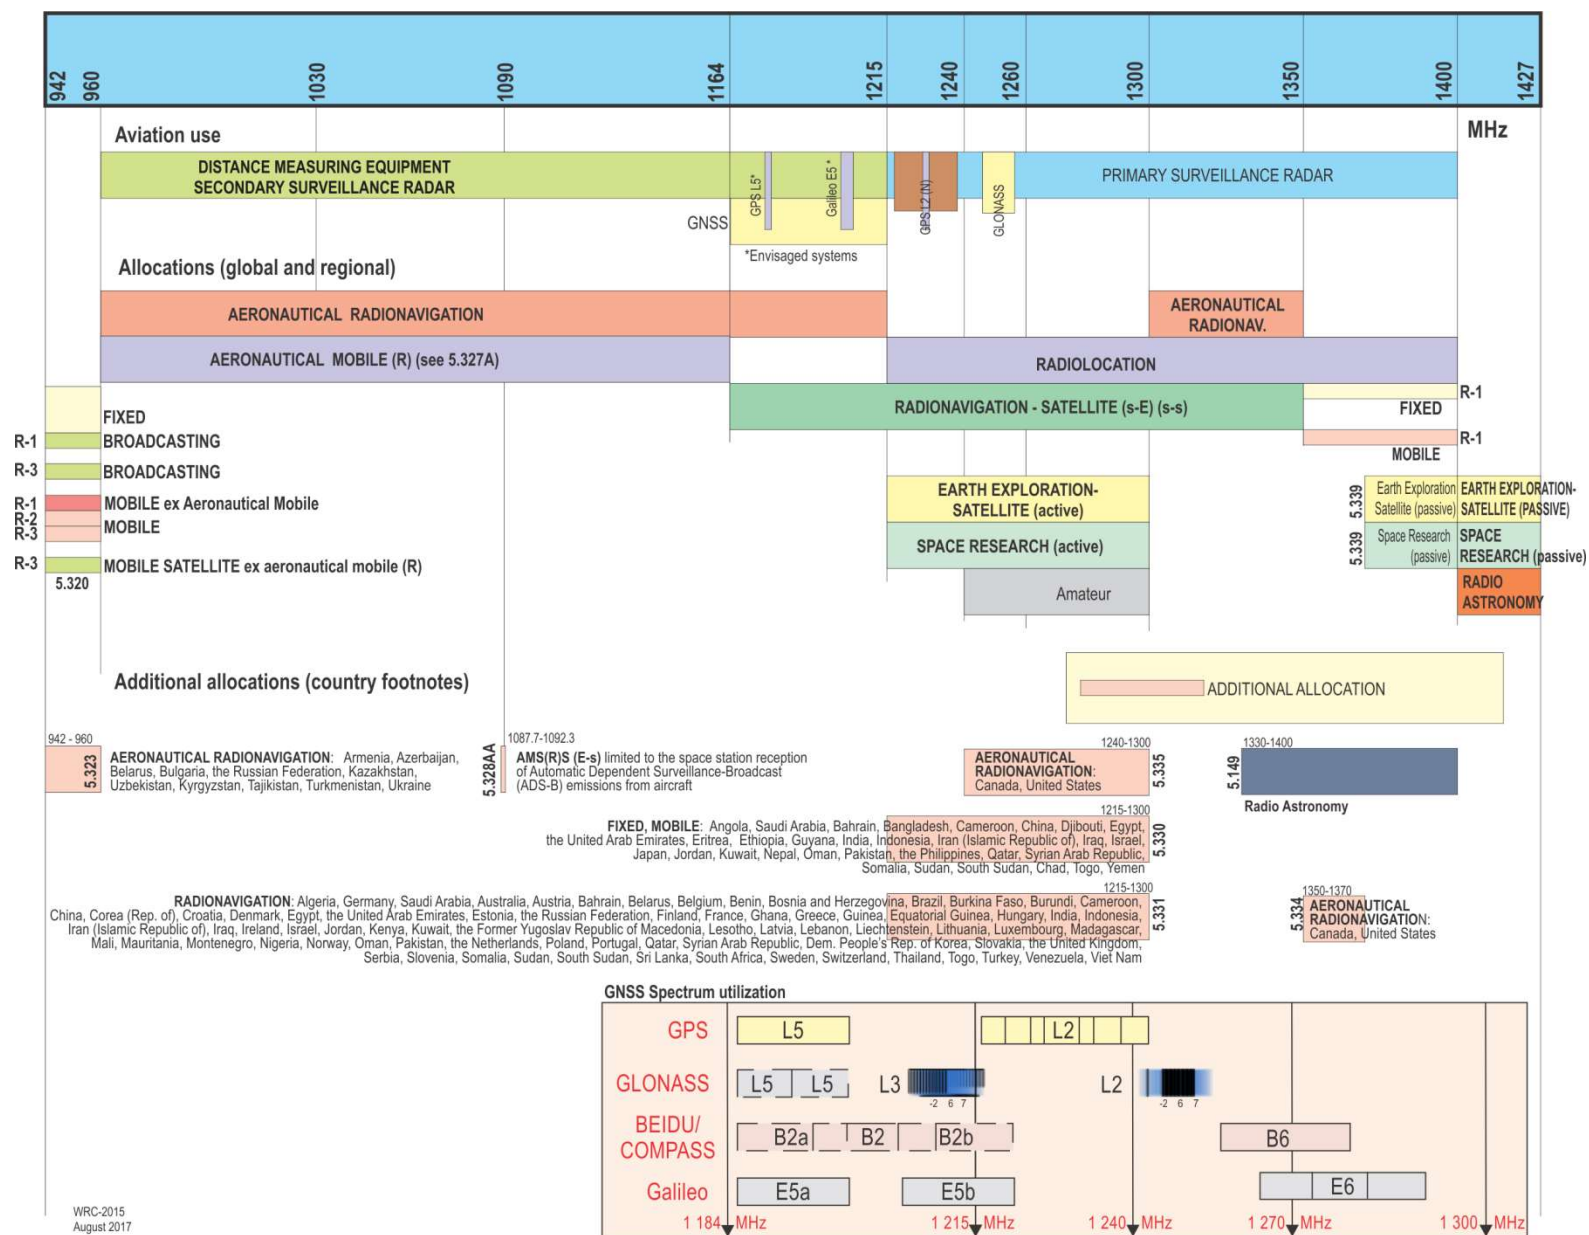 942
960
1030
1090
1164
1215
1240
1260
1300
1350
1400
1427
Aviation use
MHz
DISTANCE MEASURING EQUIPMENT
SECONDARY SURVEILLANCE RADAR
GPS L5*
Galileo E5 *
GPS L2 (N)
GLONASS
PRIMARY SURVEILLANCE RADAR
GNSS
*Envisaged systems
Allocations (global and regional)
AERONAUTICAL RADIONAVIGATION
AERONAUTICAL
RADIONAV.
AERONAUTICAL MOBILE (R) (see 5.327A)
RADIOLOCATION
RADIONAVIGATION - SATELLITE (s-E) (s-s)
R-1
FIXED
FIXED
R-1 BROADCASTING
R-1
MOBILE
R-3 BROADCASTING
R-1 MOBILE ex Aeronautical Mobile
R-2
R-3 MOBILE
R-3 MOBILE SATELLITE ex aeronautical mobile (R)
5.320
EARTH EXPLORATION-
SATELLITE (active)
5.339
Earth Exploration
Satellite (passive)
EARTH EXPLORATION-
SATELLITE (PASSIVE)
SPACE RESEARCH (active)
5.339
Space Research
(passive)
SPACE
RESEARCH (passive)
Amateur
RADIO
ASTRONOMY
Additional allocations (country footnotes)
ADDITIONAL ALLOCATION
942 - 960
5.323
AERONAUTICAL RADIONAVIGATION: Armenia, Azerbaijan,
Belarus, Bulgaria, the Russian Federation, Kazakhstan,
Uzbekistan, Kyrgyzstan, Tajikistan, Turkmenistan, Ukraine
1087.7-1092.3
5.328AA
AMS(R)S (E-s) limited to the space station reception
of Automatic Dependent Surveillance-Broadcast
(ADS-B) emissions from aircraft
1240-1300
AERONAUTICAL
RADIONAVIGATION:
Canada, United States
5.335
1330-1400
5.149
Radio Astronomy
1215-1300
FIXED, MOBILE: Angola, Saudi Arabia, Bahrain, Bangladesh, Cameroon, China, Djibouti, Egypt,
the United Arab Emirates, Eritrea, Ethiopia, Guyana, India, Indonesia, Iran (Islamic Republic of), Iraq, Israel,
Japan, Jordan, Kuwait, Nepal, Oman, Pakistan, the Philippines, Qatar, Syrian Arab Republic,
Somalia, Sudan, South Sudan, Chad, Togo, Yemen
5.330
1215-1300
RADIONAVIGATION: Algeria, Germany, Saudi Arabia, Australia, Austria, Bahrain, Belarus, Belgium, Benin, Bosnia and Herzegovina, Brazil, Burkina Faso, Burundi, Cameroon,
China, Corea (Rep. of), Croatia, Denmark, Egypt, the United Arab Emirates, Estonia, the Russian Federation, Finland, France, Ghana, Greece, Guinea, Equatorial Guinea, Hungary, India, Indonesia,
Iran (Islamic Republic of), Iraq, Ireland, Israel, Jordan, Kenya, Kuwait, the Former Yugoslav Republic of Macedonia, Lesotho, Latvia, Lebanon, Liechtenstein, Lithuania, Luxembourg, Madagascar,
Mali, Mauritania, Montenegro, Nigeria, Norway, Oman, Pakistan, the Netherlands, Poland, Portugal, Qatar, Syrian Arab Republic, Dem. People's Rep. of Korea, Slovakia, the United Kingdom,
Serbia, Slovenia, Somalia, Sudan, South Sudan, Sri Lanka, South Africa, Sweden, Switzerland, Thailand, Togo, Turkey, Venezuela, Viet Nam
5.331
1350-1370
5.334
AERONAUTICAL
RADIONAVIGATION:
Canada, United States
GNSS Spectrum utilization
GPS
L5
L2
GLONASS
L5
L5
L3
-2 6 7
L2
-2 6 7
BEIDU/
COMPASS
B2a
B2
B2b
B6
Galileo
E5a
E5b
E6
1 184 MHz
1 215 MHz
1 240 MHz
1 270 MHz
1 300 MHz
WRC-2015
August 2017